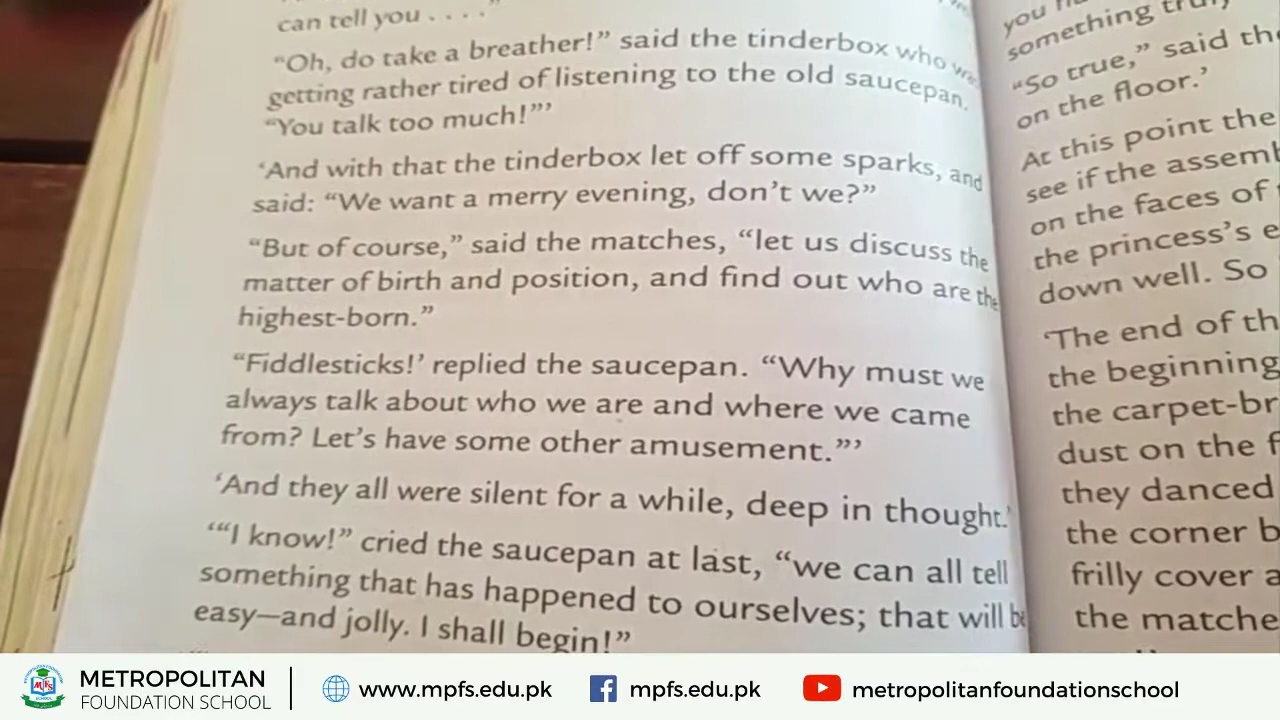 can tell you . . . ."
“Oh, do take a breather!” said the tinderbox who was
getting rather tired of listening to the old saucepan.
“You talk too much!”’
‘And with that the tinderbox let off some sparks, and
said: “We want a merry evening, don’t we?”
“But of course,” said the matches, “let us discuss the
matter of birth and position, and find out who are the
highest-born.”
“Fiddlesticks!’ replied the saucepan. “Why must we
always talk about who we are and where we came
from? Let’s have some other amusement.”’
‘And they all were silent for a while, deep in thought.’
‘“I know!” cried the saucepan at last, “we can all tell
something that has happened to ourselves; that will be
easy—and jolly. I shall begin!”
you
something truly
“So true,” said the
on the floor.’
At this point the
see if the
on the faces of
the princess’s
down well. So
‘The end of
the beginning
the
dust on the
they danced
the corner
frilly cover
the
METROPOLITAN
FOUNDATION SCHOOL
www.mpfs.edu.pk
mpfs.edu.pk
metropolitanfoundationschool